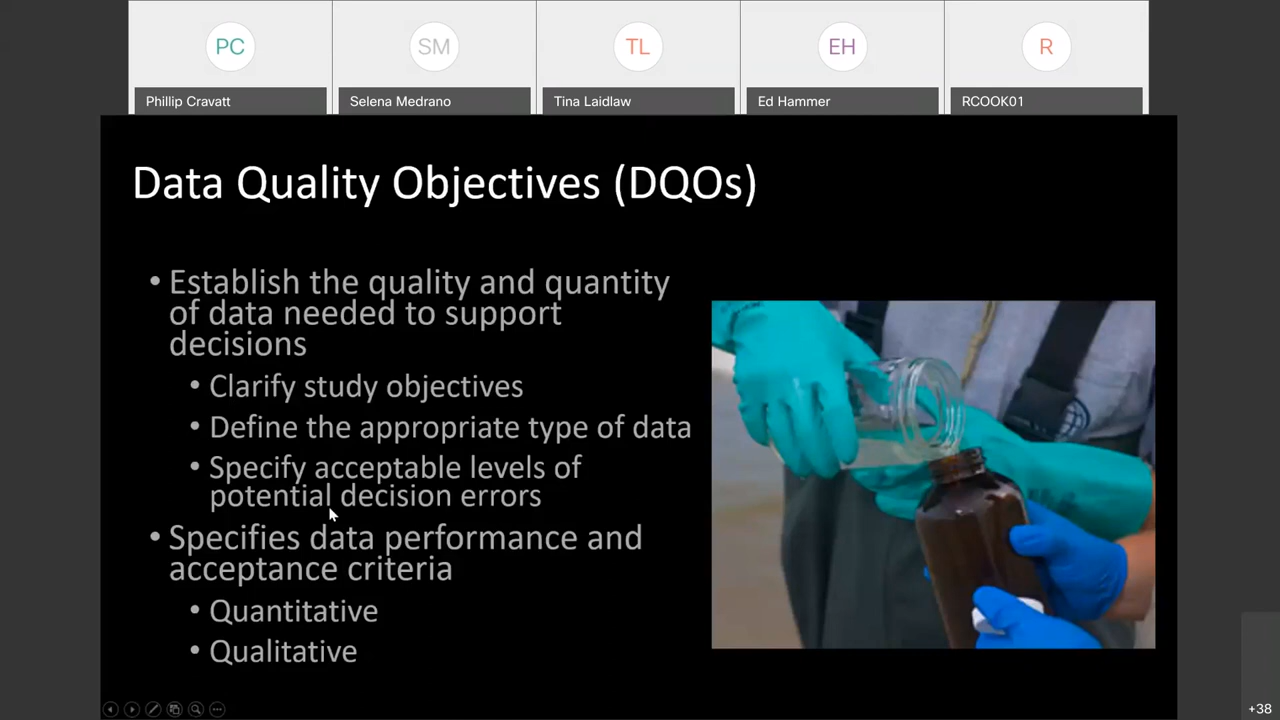 PC
SM
TL
EH
R
Phillip Cravatt
Selena Medrano
Tina Laidlaw
Ed Hammer
RCOOK01
Data Quality Objectives (DQOs)
• Establish the quality and quantity
of data needed to support
decisions
• Clarify study objectives
• Define the appropriate type of data
• Specify acceptable levels of
potential decision errors
• Specifies data performance and
acceptance criteria
• Quantitative
• Qualitative
+38